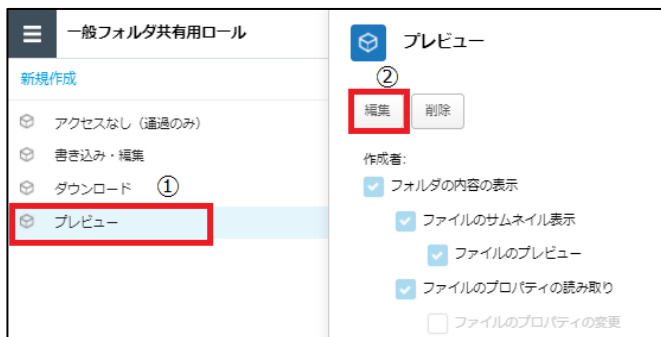 一般フォルダ共有用ロール
新規作成
アクセスなし（通過のみ）
書き込み・編集
ダウンロード ①
プレビュー
プレビュー
②
編集 削除
作成者:
フォルダの内容の表示
ファイルのサムネイル表示
ファイルのプレビュー
ファイルのプロパティの読み取り
ファイルのプロパティの変更